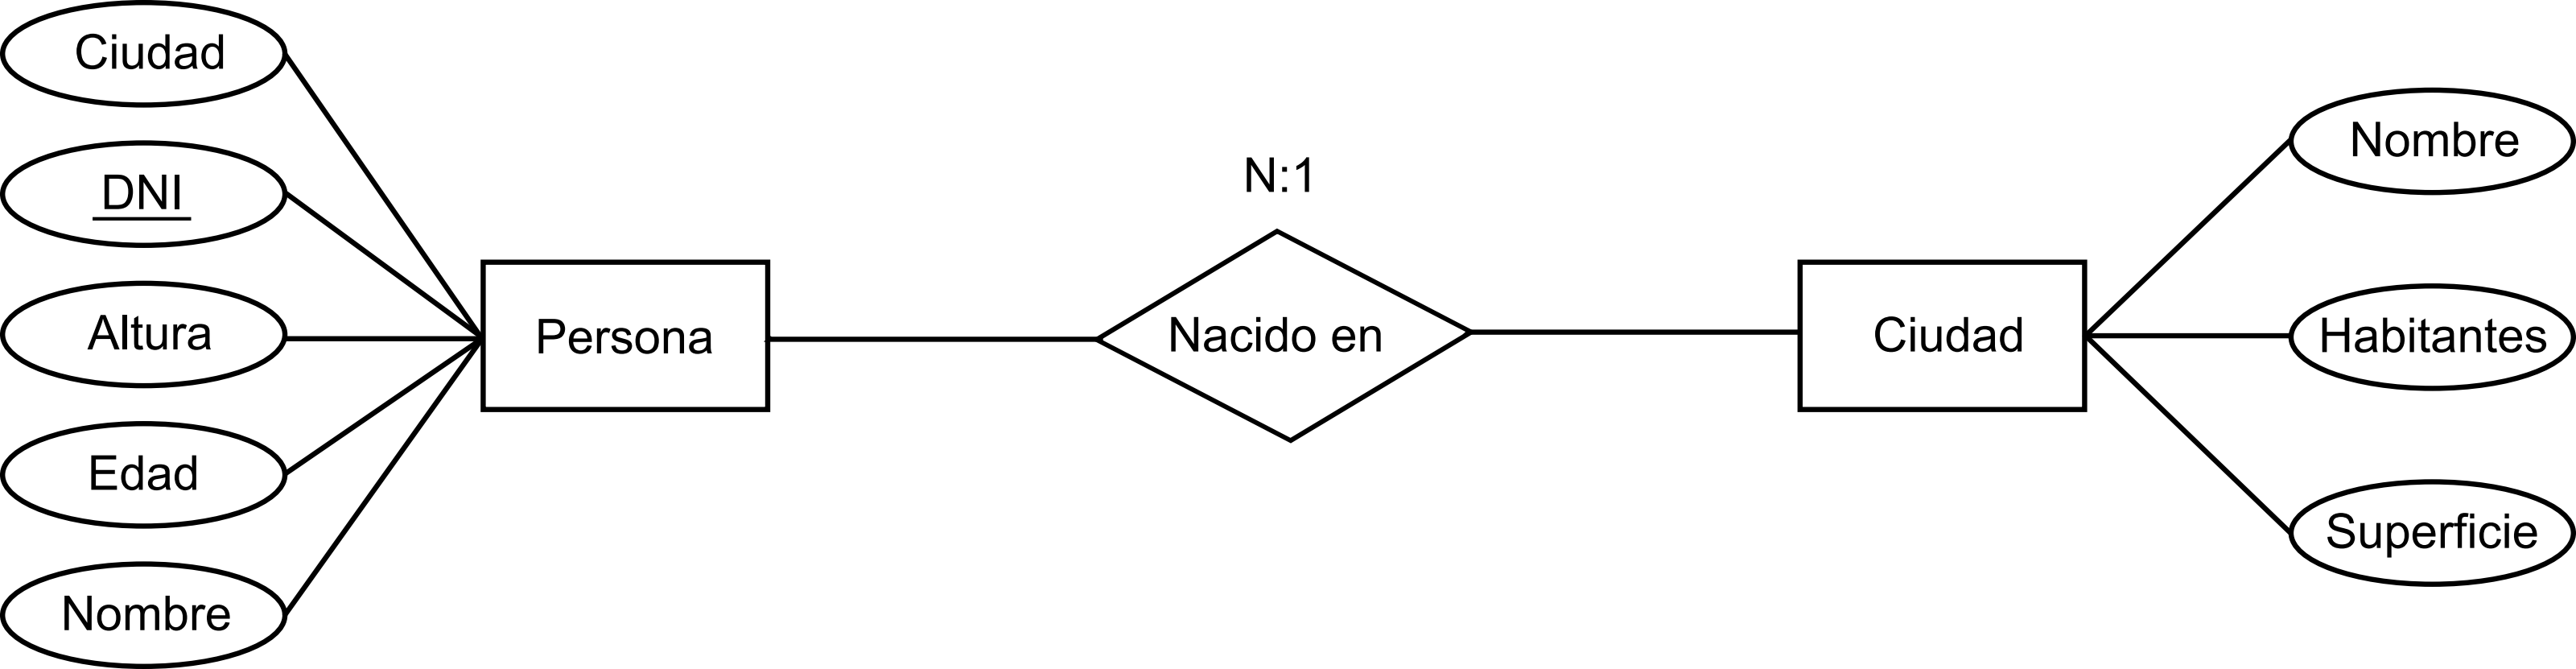 Ciudad
DNI
Altura
Edad
Nombre
Persona
N:1
Nacido en
Ciudad
Nombre
Habitantes
Superficie